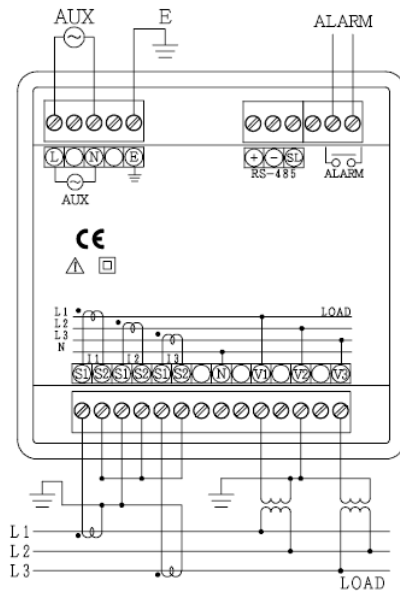 AUX E ALARM
L N E + - SL
RS-485 ALARM
AUX
CE
L1 LOAD
L2
L3
N
I1 I2 I3
S1 S2 S1 S2 S1 S2 N V1 V2 V3
L1
L2
L3
LOAD